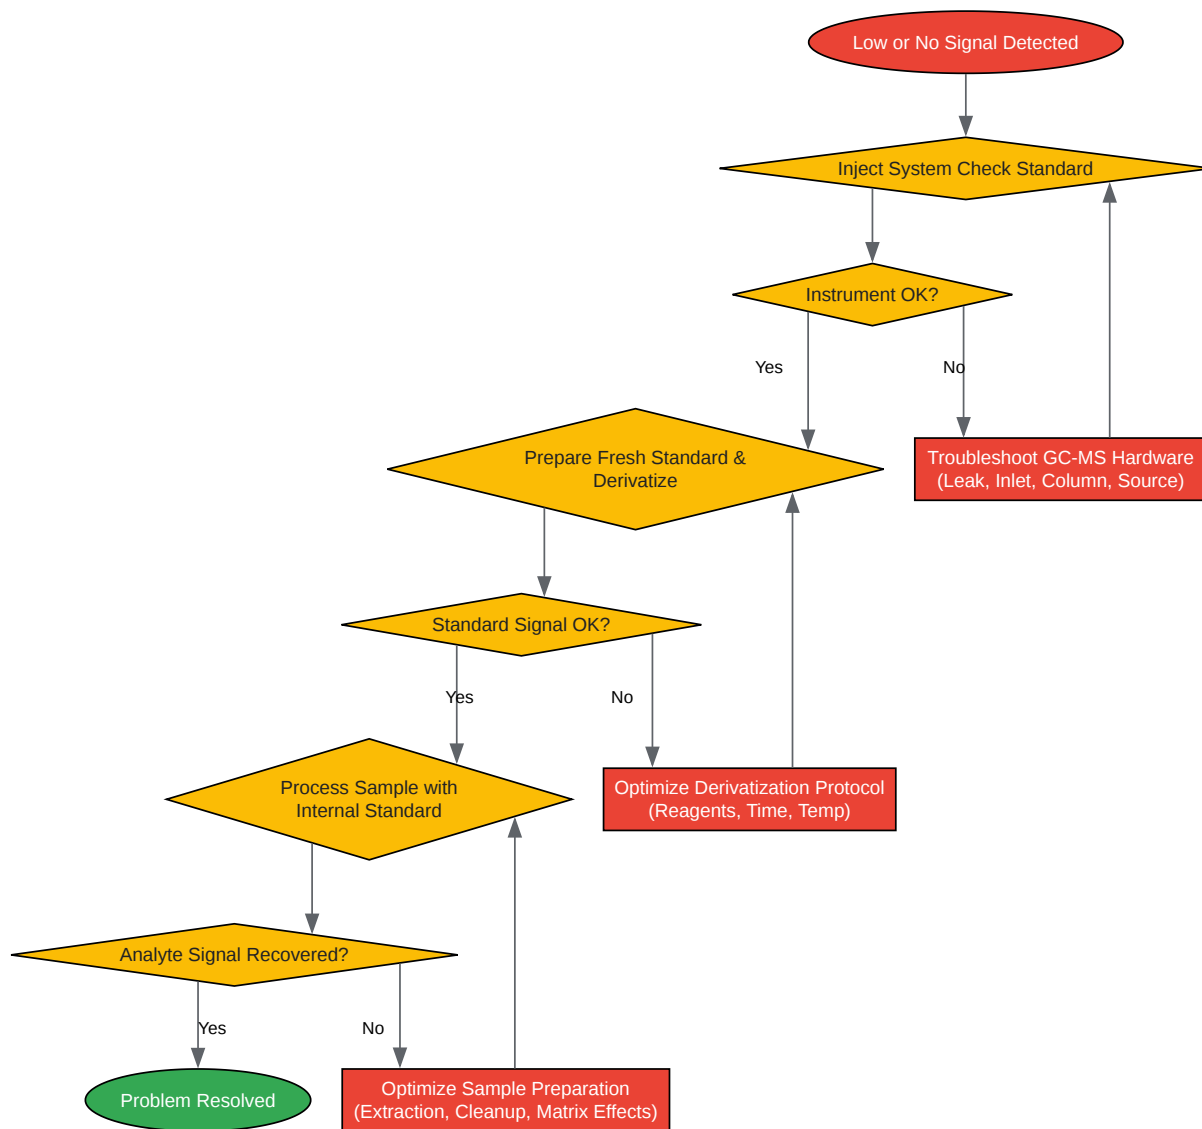 Low or No Signal Detected
Inject System Check Standard
Instrument OK?
Yes
No
Troubleshoot GC-MS Hardware
(Leak, Inlet, Column, Source)
Prepare Fresh Standard &
Derivatize
Standard Signal OK?
Yes
No
Optimize Derivatization Protocol
(Reagents, Time, Temp)
Process Sample with
Internal Standard
Analyte Signal Recovered?
Yes
No
Problem Resolved
Optimize Sample Preparation
(Extraction, Cleanup, Matrix Effects)